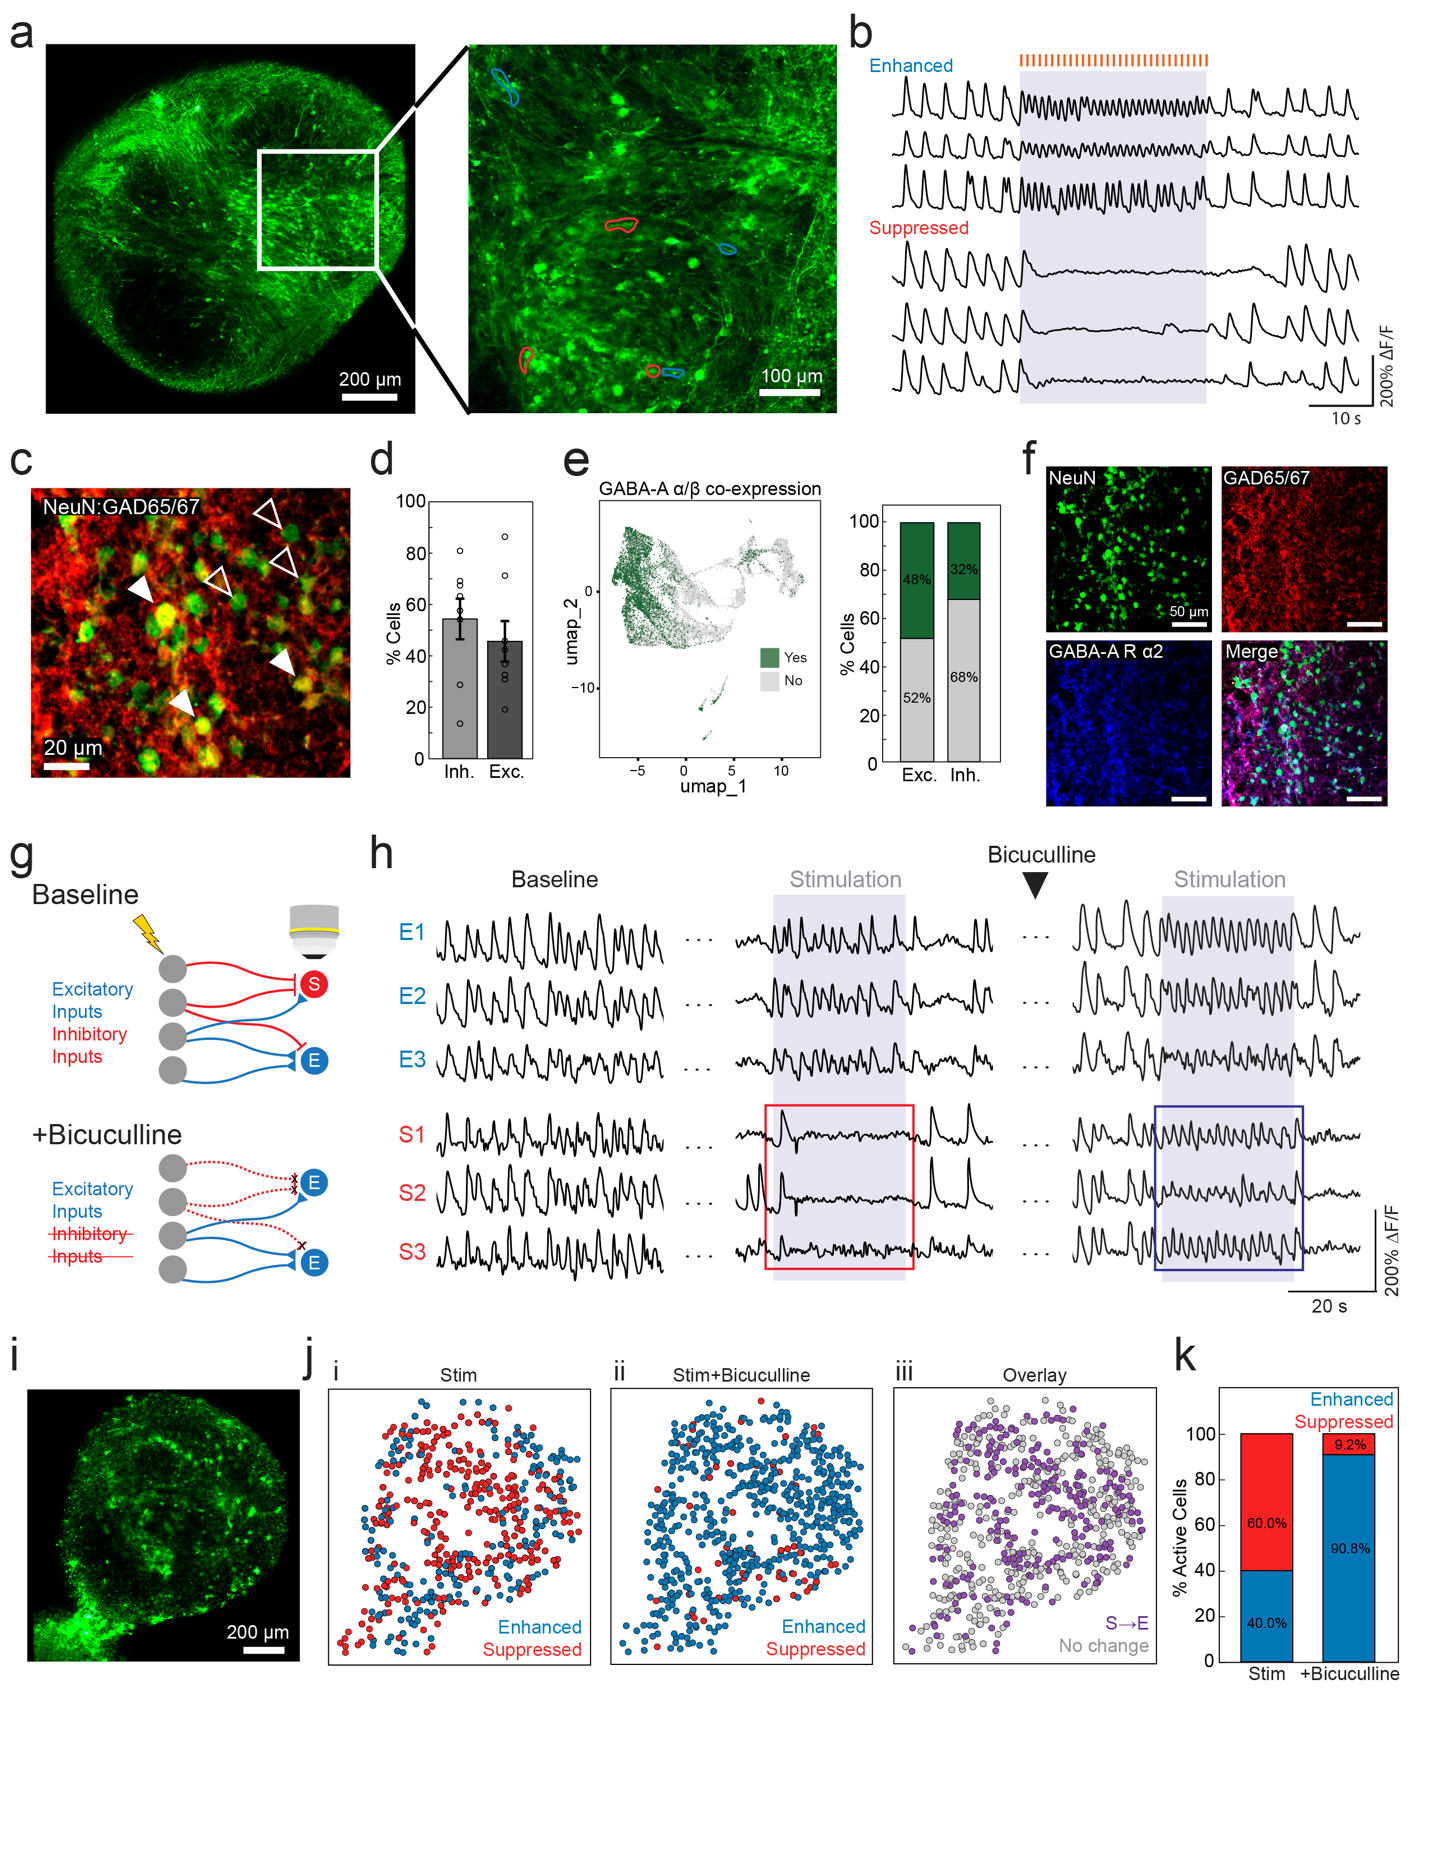 a
200 µm
100 µm
b
Enhanced
Suppressed
200% ΔF/F
10 s
c
NeuN:GAD65/67
20 µm
d
100
80
60
40
20
0
% Cells
Inh.
Exc.
e
GABA-A α/β co-expression
0
−10
umap_2
Yes
No
−5
0
5
10
umap_1
100
80
60
40
20
0
% Cells
48%
32%
52%
68%
Exc.
Inh.
f
NeuN
50 µm
GAD65/67
GABA-A R α2
Merge
g
Baseline
Excitatory
Inputs
Inhibitory
Inputs
S
E
+Bicuculline
Excitatory
Inputs
Inhibitory
Inputs
E
E
h
Baseline
Stimulation
Bicuculline
Stimulation
E1
E2
E3
S1
S2
S3
200% ΔF/F
20 s
i
200 µm
j
i
Stim
Enhanced
Suppressed
ii
Stim+Bicuculline
Enhanced
Suppressed
iii
Overlay
S→E
No change
k
Enhanced
Suppressed
100
80
60
40
20
0
% Active Cells
9.2%
60.0%
90.8%
40.0%
Stim
+Bicuculline